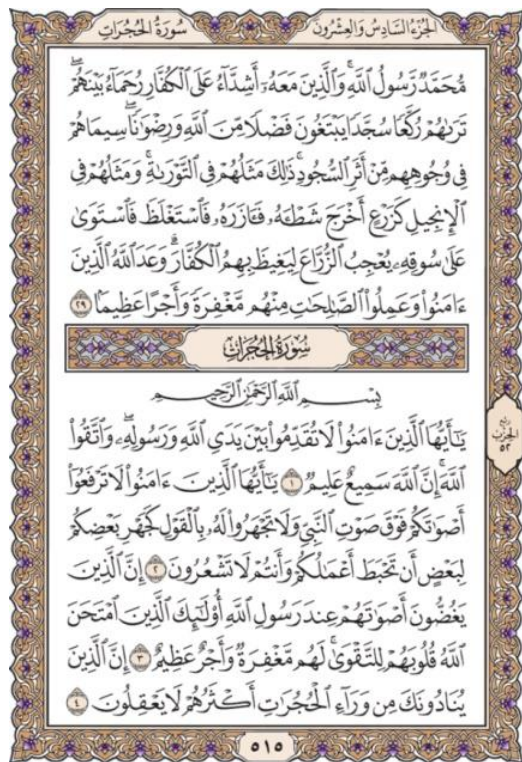 سُورَةُ الحُجُرَاتِ
الجُزْءُ السَّادِسُ وَالعِشْرُونَ
مُّحَمَّدٌ رَّسُولُ ٱللَّهِۚ وَٱلَّذِينَ مَعَهُۥٓ أَشِدَّآءُ عَلَى ٱلْكُفَّارِ رُحَمَآءُ بَيْنَهُمْۖ
تَرَىٰهُمْ رُكَّعًا سُجَّدًا يَبْتَغُونَ فَضْلًا مِّنَ ٱللَّهِ وَرِضْوَٰنًاۖ سِيمَاهُمْ
فِى وُجُوهِهِم مِّنْ أَثَرِ ٱلسُّجُودِۚ ذَٰلِكَ مَثَلُهُمْ فِى ٱلتَّوْرَىٰةِۚ وَمَثَلُهُمْ فِى
ٱلْإِنجِيلِ كَزَرْعٍ أَخْرَجَ شَطْـَٔهُۥ فَـَٔازَرَهُۥ فَٱسْتَغْلَظَ فَٱسْتَوَىٰ
عَلَىٰ سُوقِهِۦ يُعْجِبُ ٱلزُّرَّاعَ لِيَغِيظَ بِهِمُ ٱلْكُفَّارَۗ وَعَدَ ٱللَّهُ ٱلَّذِينَ
ءَامَنُوا۟ وَعَمِلُوا۟ ٱلصَّٰلِحَٰتِ مِنْهُم مَّغْفِرَةً وَأَجْرًا عَظِيمًۢا ٢٩
سُورَةُ الحُجُرَاتِ
بِسْمِ ٱللَّهِ ٱلرَّحْمَٰنِ ٱلرَّحِيمِ
يَٰٓأَيُّهَا ٱلَّذِينَ ءَامَنُوا۟ لَا تُقَدِّمُوا۟ بَيْنَ يَدَىِ ٱللَّهِ وَرَسُولِهِۦۖ وَٱتَّقُوا۟
ٱللَّهَۚ إِنَّ ٱللَّهَ سَمِيعٌ عَلِيمٌ ١ يَٰٓأَيُّهَا ٱلَّذِينَ ءَامَنُوا۟ لَا تَرْفَعُوٓا۟
أَصْوَٰتَكُمْ فَوْقَ صَوْتِ ٱلنَّبِىِّ وَلَا تَجْهَرُوا۟ لَهُۥ بِٱلْقَوْلِ كَجَهْرِ بَعْضِكُمْ
لِبَعْضٍ أَن تَحْبَطَ أَعْمَٰلُكُمْ وَأَنتُمْ لَا تَشْعُرُونَ ٢ إِنَّ ٱلَّذِينَ
يَغُضُّونَ أَصْوَٰتَهُمْ عِندَ رَسُولِ ٱللَّهِ أُو۟لَٰٓئِكَ ٱلَّذِينَ ٱمْتَحَنَ
ٱللَّهُ قُلُوبَهُمْ لِلتَّقْوَىٰۚ لَهُم مَّغْفِرَةٌ وَأَجْرٌ عَظِيمٌ ٣ إِنَّ ٱلَّذِينَ
يُنَادُونَكَ مِن وَرَآءِ ٱلْحُجُرَٰتِ أَكْثَرُهُمْ لَا يَعْقِلُونَ ٤
ربع
الحزب
٥٢
٥١٥